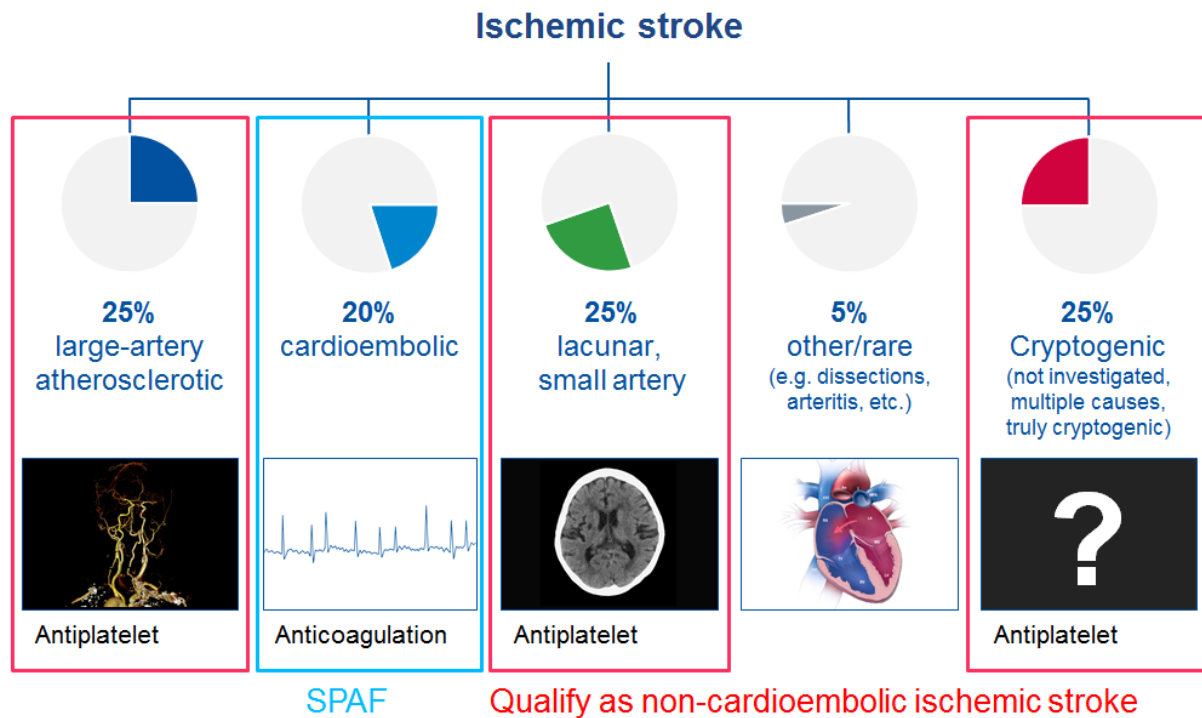 Ischemic stroke
25%
large-artery
atherosclerotic
20%
cardioembolic
25%
lacunar,
small artery
5%
other/rare
(e.g. dissections,
arteritis, etc.)
25%
Cryptogenic
(not investigated,
multiple causes,
truly cryptogenic)
?
Antiplatelet
Anticoagulation
Antiplatelet
Antiplatelet
SPAF
Qualify as non-cardioembolic ischemic stroke